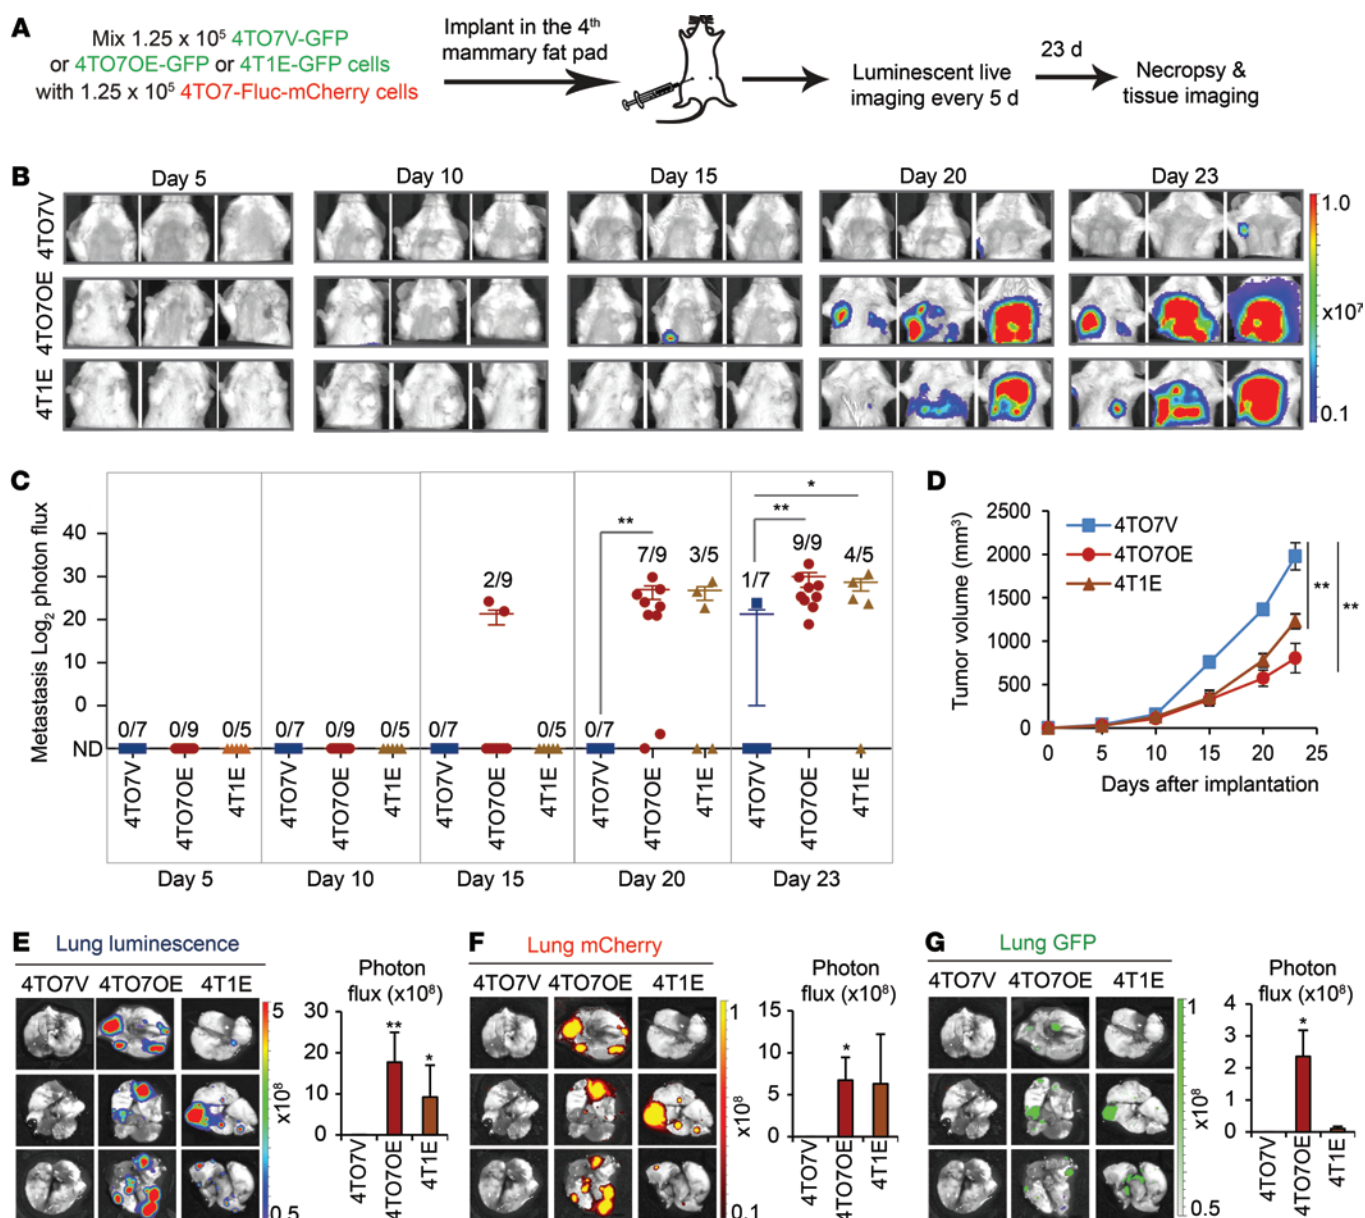 A
Mix 1.25 x 10⁵ 4TO7V-GFP
or 4TO7OE-GFP or 4T1E-GFP cells
with 1.25 x 10⁵ 4TO7-Fluc-mCherry cells
Implant in the 4ᵗʰ
mammary fat pad
Luminescent live
imaging every 5 d
23 d
Necropsy &
tissue imaging
B
Day 5 Day 10 Day 15 Day 20 Day 23
4TO7V
4TO7OE
4T1E
1.0
x10⁷
0.1
C
Metastasis Log₂ photon flux
40
30
20
10
0
ND
0/7 0/9 0/5
0/7 0/9 0/5
0/7 2/9 0/5
0/7 7/9 3/5
**
1/7 9/9 4/5
**
*
4TO7V 4TO7OE 4T1E 4TO7V 4TO7OE 4T1E 4TO7V 4TO7OE 4T1E 4TO7V 4TO7OE 4T1E 4TO7V 4TO7OE 4T1E
Day 5 Day 10 Day 15 Day 20 Day 23
D
Tumor volume (mm³)
2500
2000
1500
1000
500
0
4TO7V
4TO7OE
4T1E
**
**
0 5 10 15 20 25
Days after implantation
E
Lung luminescence
4TO7V 4TO7OE 4T1E
5
x10⁸
0.5
Photon
flux (x10⁸)
30
20
10
0
**
*
4TO7V 4TO7OE 4T1E
F
Lung mCherry
4TO7V 4TO7OE 4T1E
1
x10⁸
0.1
Photon
flux (x10⁸)
15
10
5
0
*
4TO7V 4TO7OE 4T1E
G
Lung GFP
4TO7V 4TO7OE 4T1E
1
x10⁸
0.5
Photon
flux (x10⁸)
4
3
2
1
0
*
4TO7V 4TO7OE 4T1E